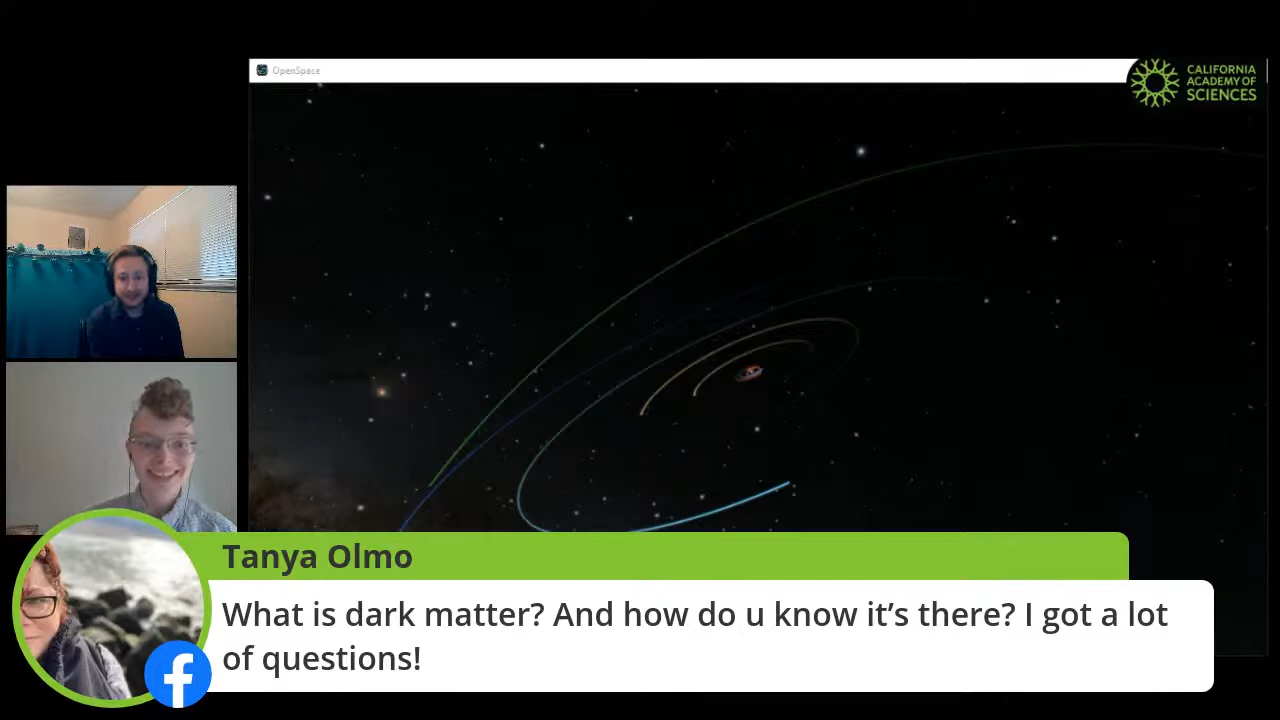 OpenSpace
CALIFORNIA
ACADEMY OF
SCIENCES
Tanya Olmo
What is dark matter? And how do u know it’s there? I got a lot
of questions!